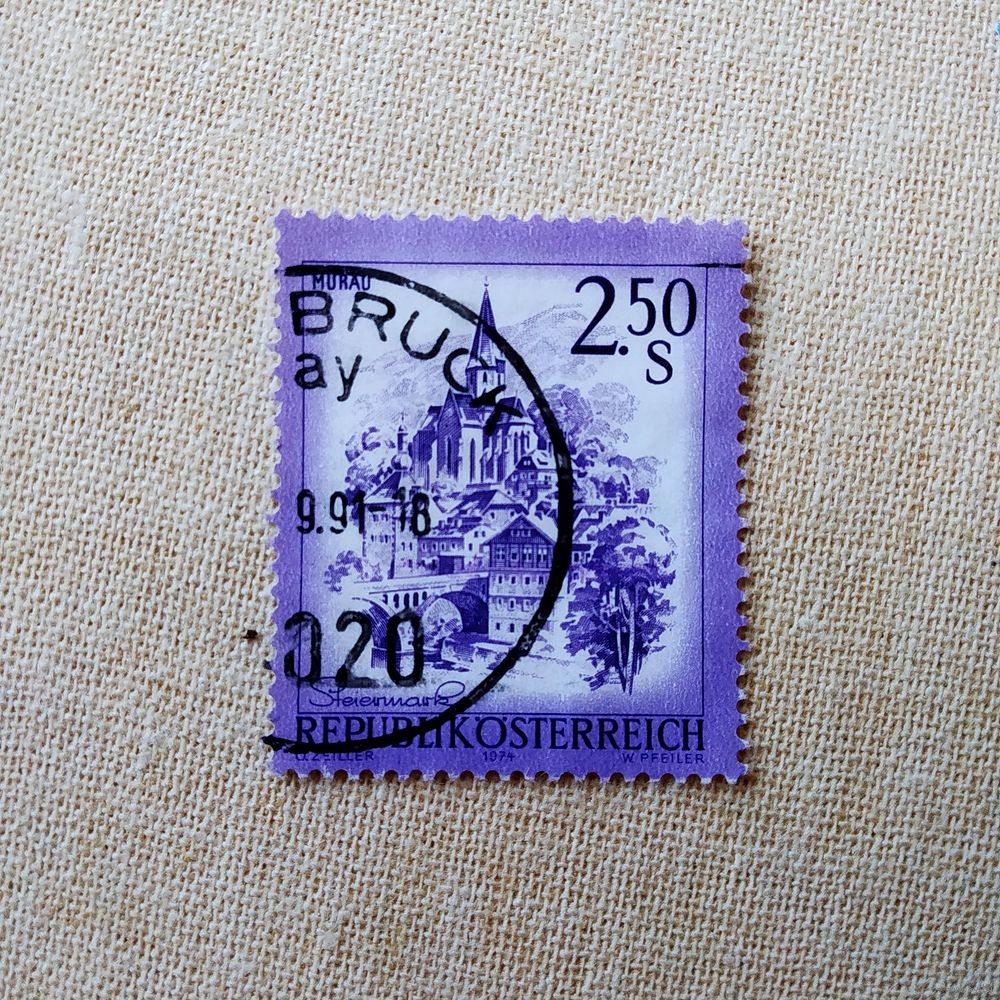 MURAU
2.50
S
BRUCK
ay
9.91-18
020
Steiermark
REPUBLIK ÖSTERREICH
O. ZEILLER 1974 W. PFEILER